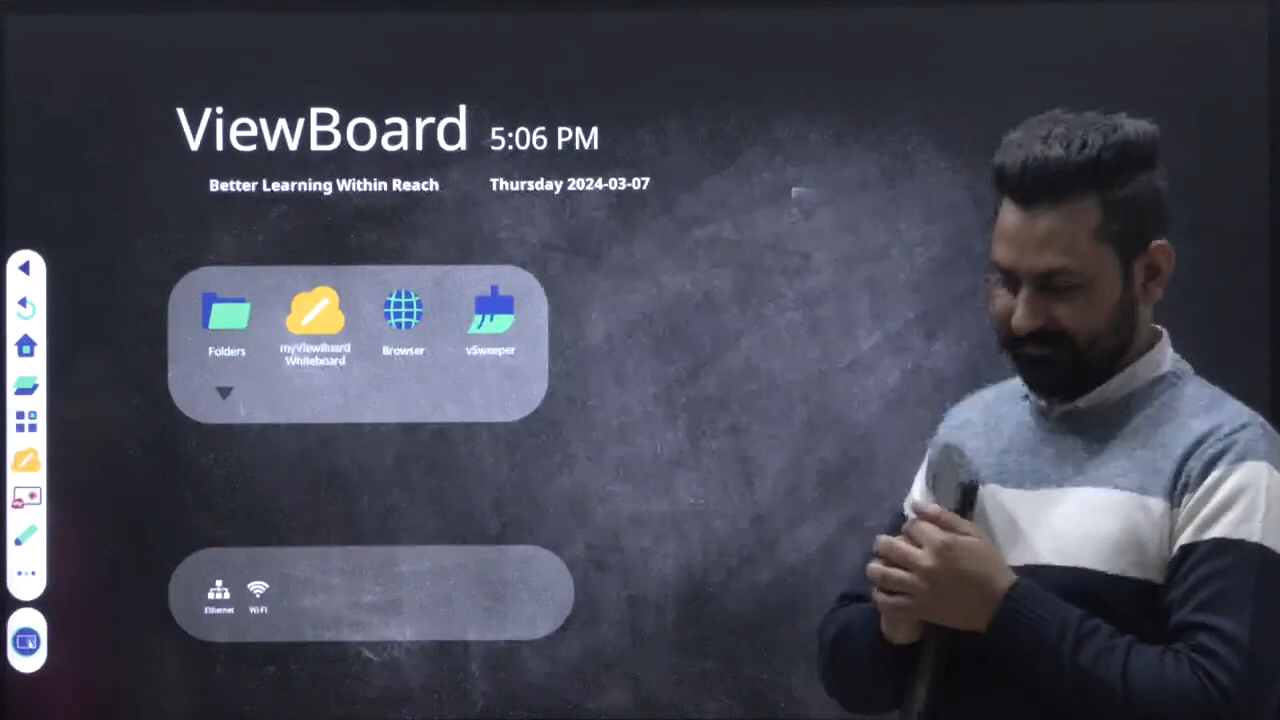 ViewBoard 5:06 PM
Better Learning Within Reach Thursday 2024-03-07
Folders myViewBoard Whiteboard Browser vSweeper
Ethernet Wi-Fi